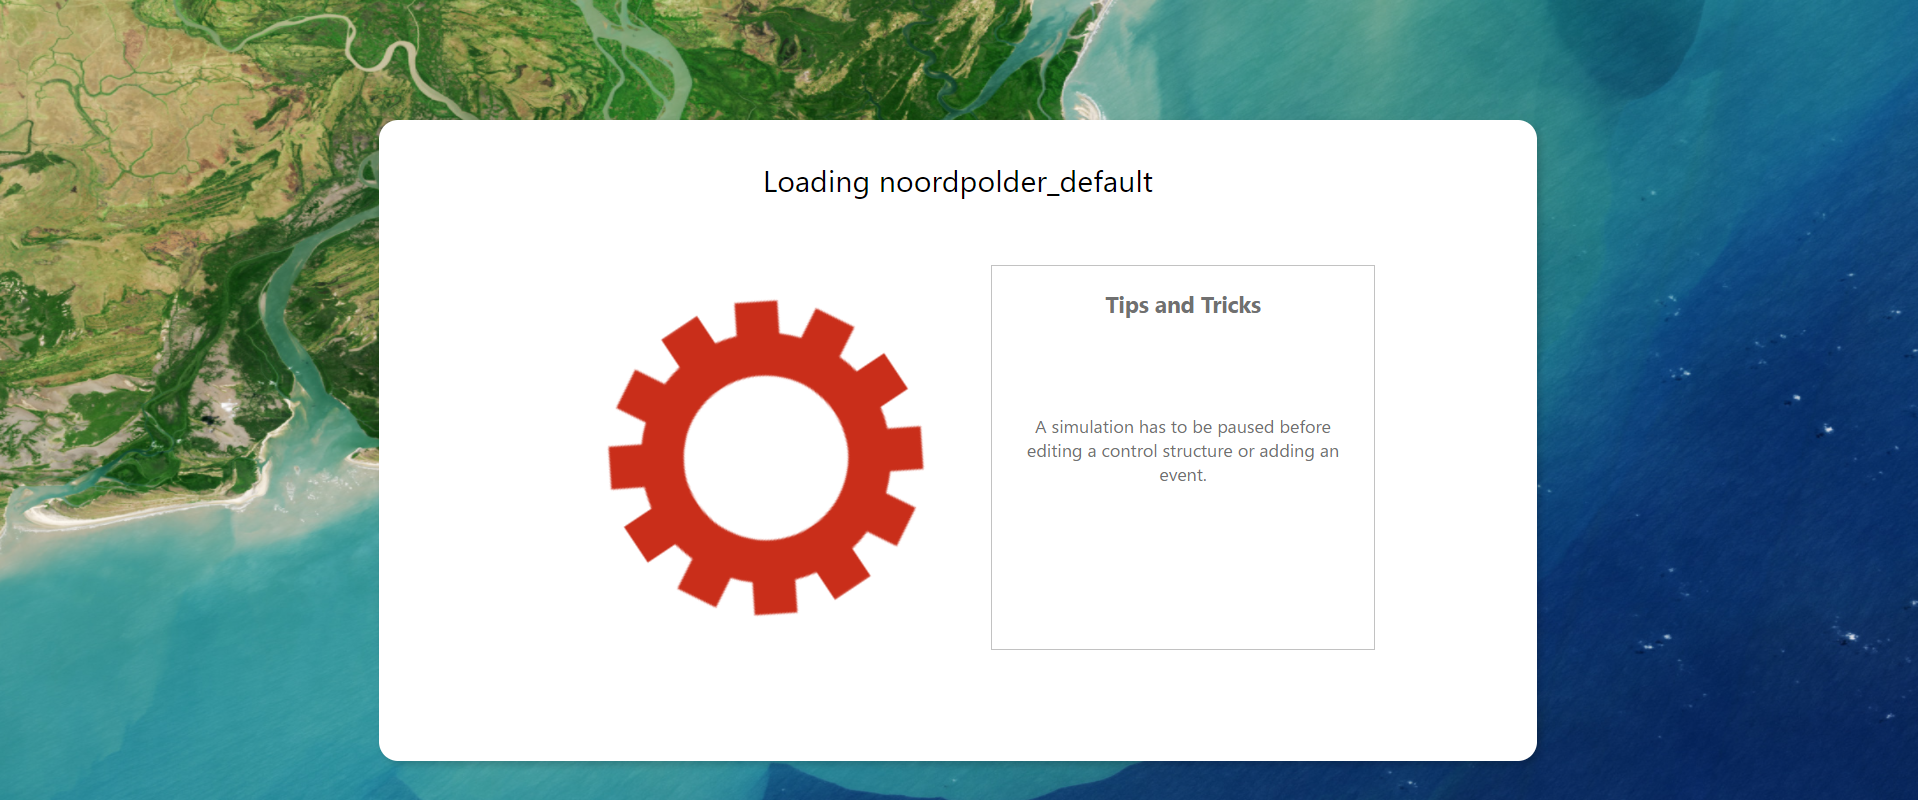 Loading noordpolder_default
Tips and Tricks
A simulation has to be paused before
editing a control structure or adding an
event.